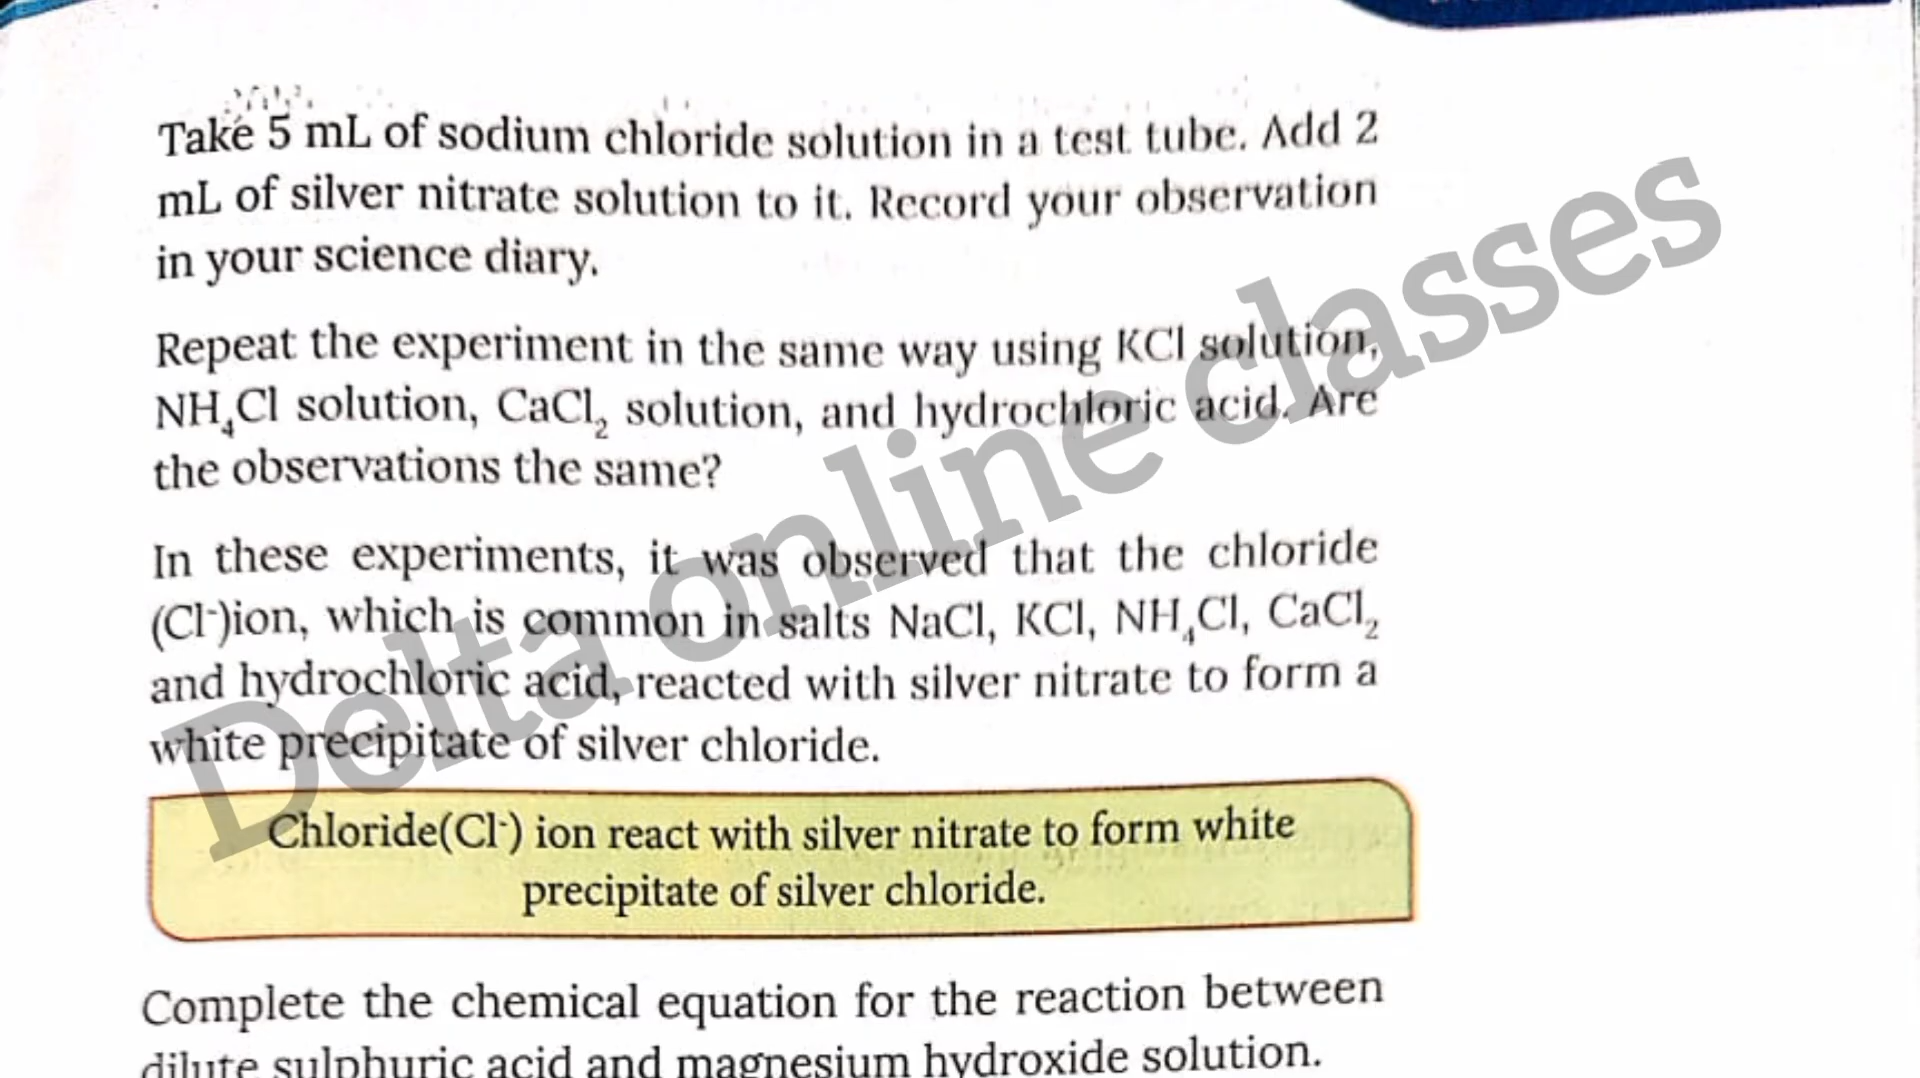 Take 5 mL of sodium chloride solution in a test tube. Add 2
mL of silver nitrate solution to it. Record your observation
in your science diary.
Repeat the experiment in the same way using KCl solution,
NH₄Cl solution, CaCl₂ solution, and hydrochloric acid. Are
the observations the same?
In these experiments, it was observed that the chloride
(Cl⁻)ion, which is common in salts NaCl, KCl, NH₄Cl, CaCl₂
and hydrochloric acid, reacted with silver nitrate to form a
white precipitate of silver chloride.
Chloride(Cl⁻) ion react with silver nitrate to form white
precipitate of silver chloride.
Complete the chemical equation for the reaction between
dilute sulphuric acid and magnesium hydroxide solution.
Delta online classes